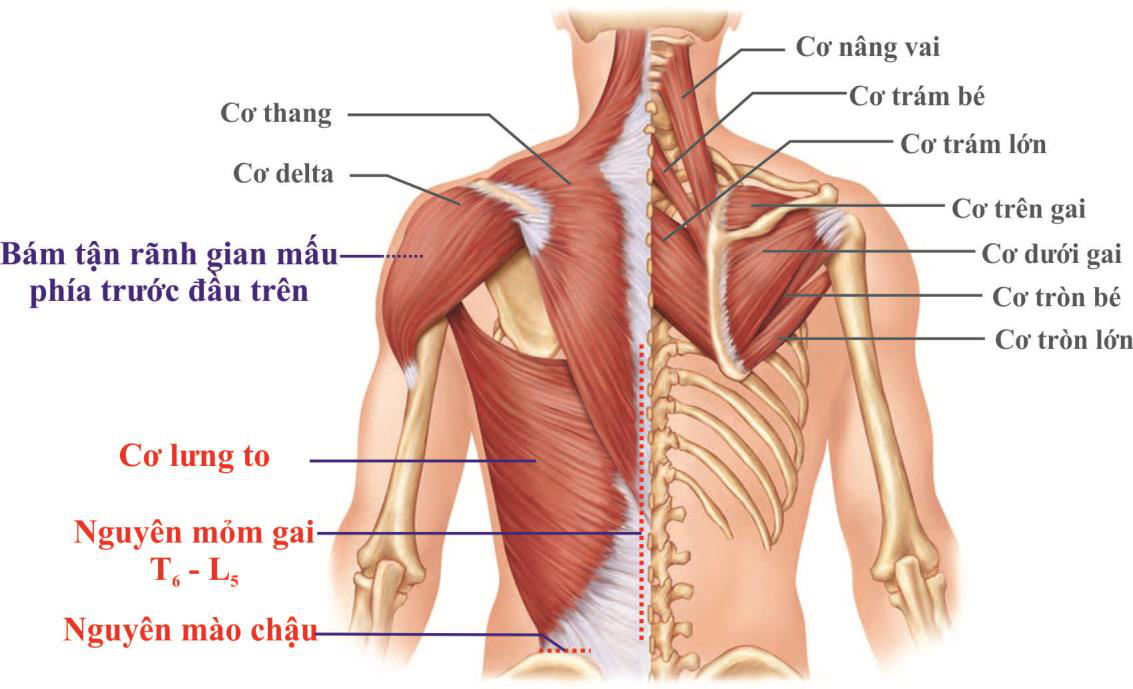 Cơ nâng vai
Cơ trám bé
Cơ thang
Cơ trám lớn
Cơ delta
Cơ trên gai
Bám tận rãnh gian mấu
phía trước đầu trên
Cơ dưới gai
Cơ tròn bé
Cơ tròn lớn
Cơ lưng to
Nguyên mỏm gai
T₆ - L₅
Nguyên mào chậu